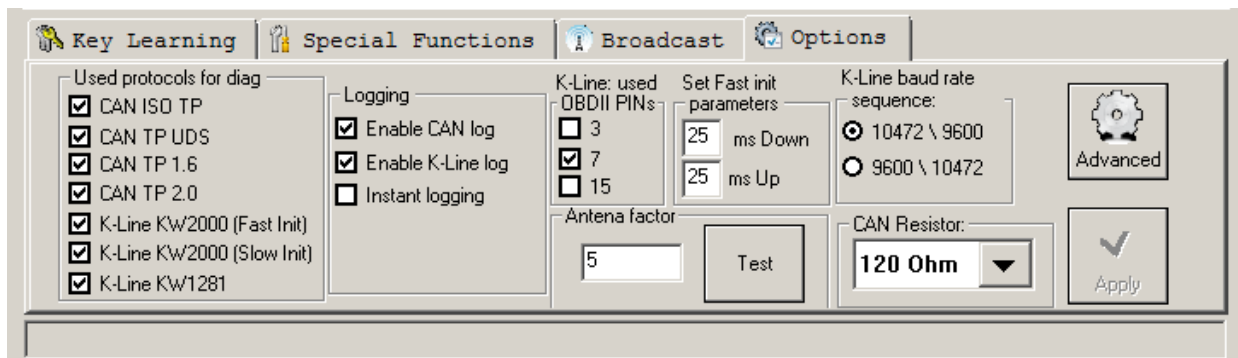 Key Learning
Special Functions
Broadcast
Options
Used protocols for diag
CAN ISO TP
CAN TP UDS
CAN TP 1.6
CAN TP 2.0
K-Line KW2000 (Fast Init)
K-Line KW2000 (Slow Init)
K-Line KW1281
Logging
Enable CAN log
Enable K-Line log
Instant logging
K-Line: used
OBDII PINs
3
7
15
Set Fast init
parameters
25 ms Down
25 ms Up
Antena factor
5
Test
K-Line baud rate
sequence:
10472 \ 9600
9600 \ 10472
CAN Resistor:
120 Ohm
Advanced
Apply